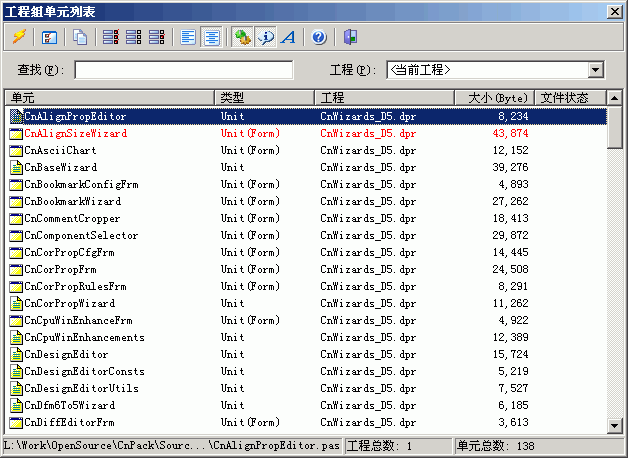 工程组单元列表
查找(F): 工程(P): <当前工程>
单元 类型 工程 大小(Byte) 文件状态
CnAlignPropEditor Unit CnWizards_D5.dpr 8,234
CnAlignSizeWizard Unit(Form) CnWizards_D5.dpr 43,874
CnAsciiChart Unit(Form) CnWizards_D5.dpr 12,152
CnBaseWizard Unit CnWizards_D5.dpr 39,276
CnBookmarkConfigFrm Unit(Form) CnWizards_D5.dpr 4,893
CnBookmarkWizard Unit(Form) CnWizards_D5.dpr 27,262
CnCommentCropper Unit(Form) CnWizards_D5.dpr 18,413
CnComponentSelector Unit(Form) CnWizards_D5.dpr 29,872
CnCorPropCfgFrm Unit(Form) CnWizards_D5.dpr 14,445
CnCorPropFrm Unit(Form) CnWizards_D5.dpr 24,508
CnCorPropRulesFrm Unit(Form) CnWizards_D5.dpr 8,291
CnCorPropWizard Unit CnWizards_D5.dpr 11,262
CnCpuWinEnhanceFrm Unit(Form) CnWizards_D5.dpr 4,922
CnCpuWinEnhancements Unit CnWizards_D5.dpr 12,389
CnDesignEditor Unit CnWizards_D5.dpr 15,724
CnDesignEditorConsts Unit CnWizards_D5.dpr 5,219
CnDesignEditorUtils Unit CnWizards_D5.dpr 7,527
CnDfm6To5Wizard Unit CnWizards_D5.dpr 6,185
CnDiffEditorFrm Unit(Form) CnWizards_D5.dpr 3,613
L:\Work\OpenSource\CnPack\Sourc...\CnAlignPropEditor.pas 工程总数: 1 单元总数: 138